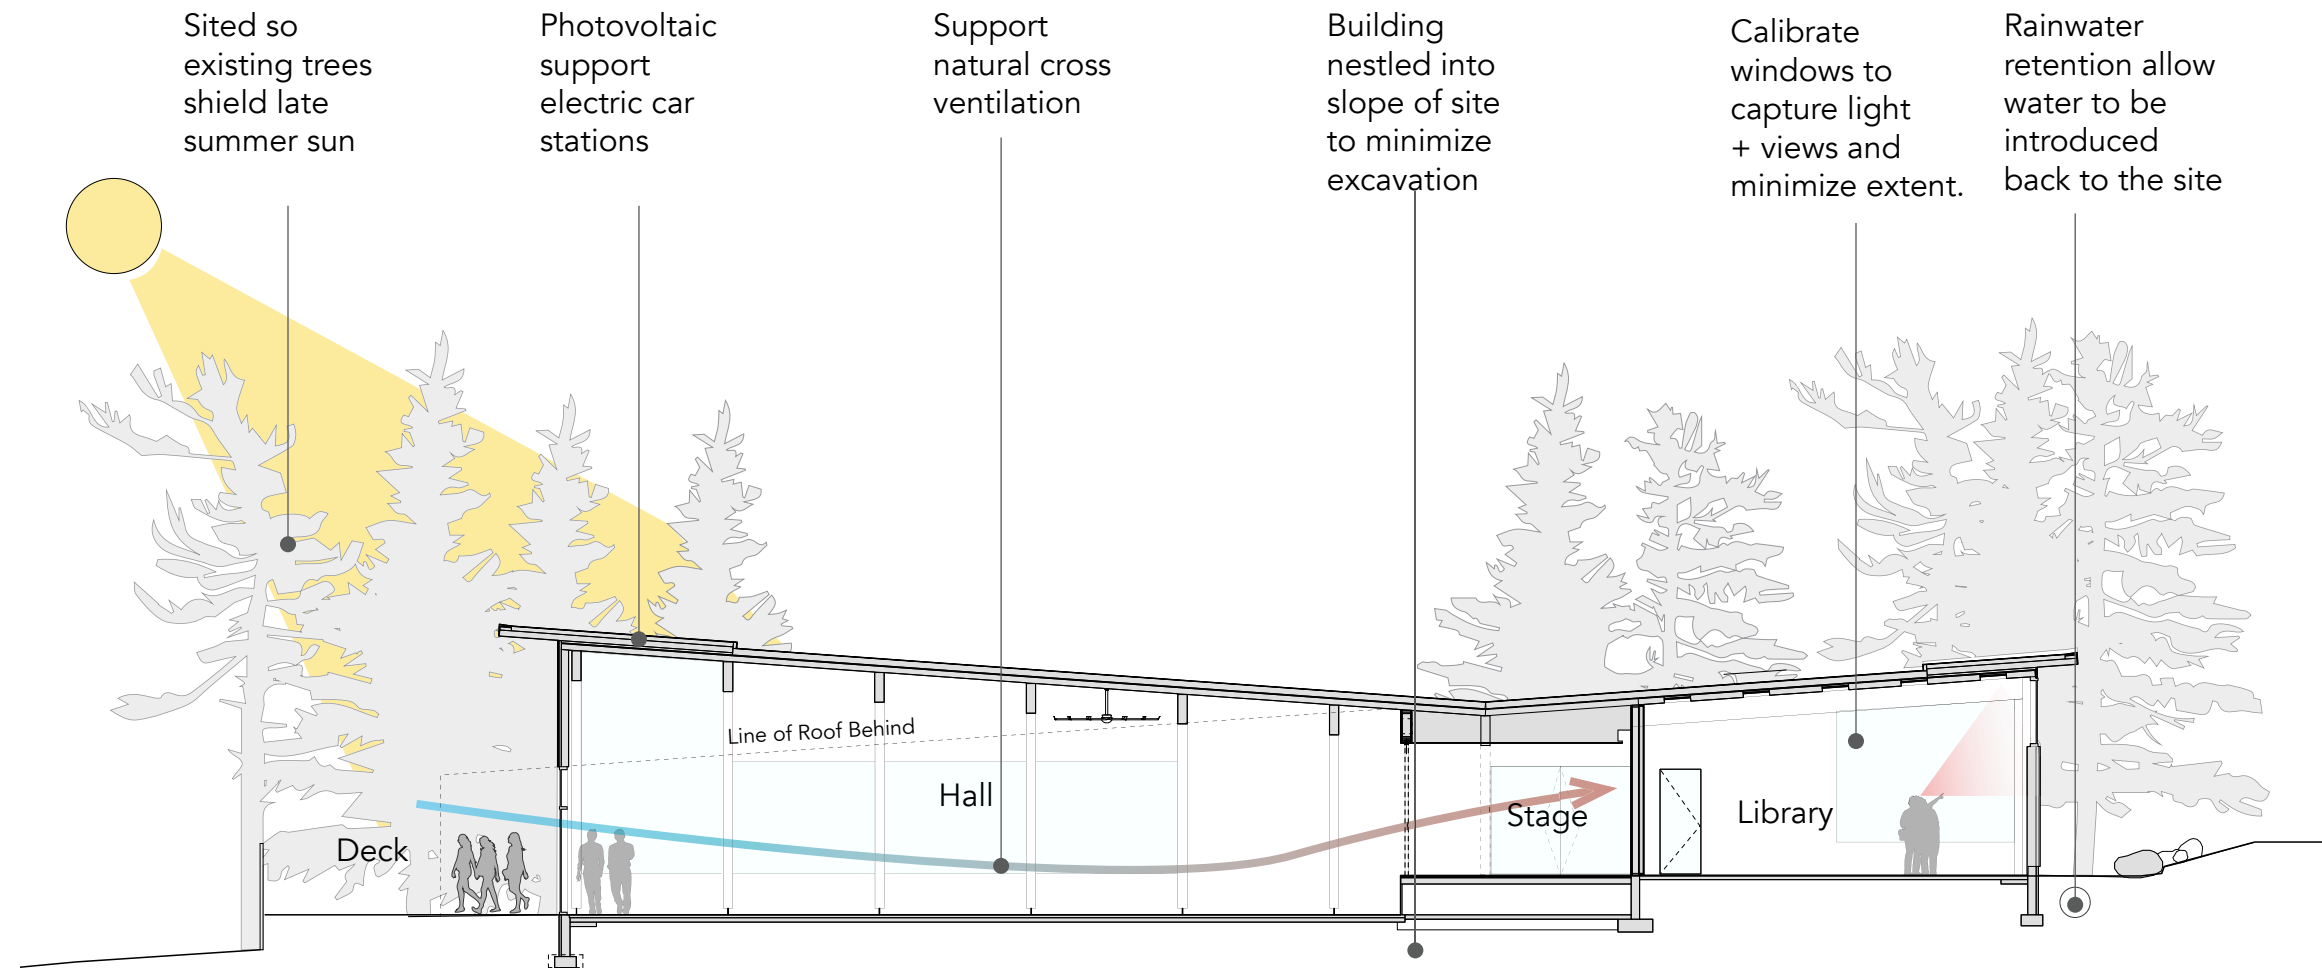 Sited so
existing trees
shield late
summer sun
Photovoltaic
support
electric car
stations
Support
natural cross
ventilation
Building
nestled into
slope of site
to minimize
excavation
Calibrate
windows to
capture light
+ views and
minimize extent.
Rainwater
retention allow
water to be
introduced
back to the site
Line of Roof Behind
Hall
Stage
Library
Deck